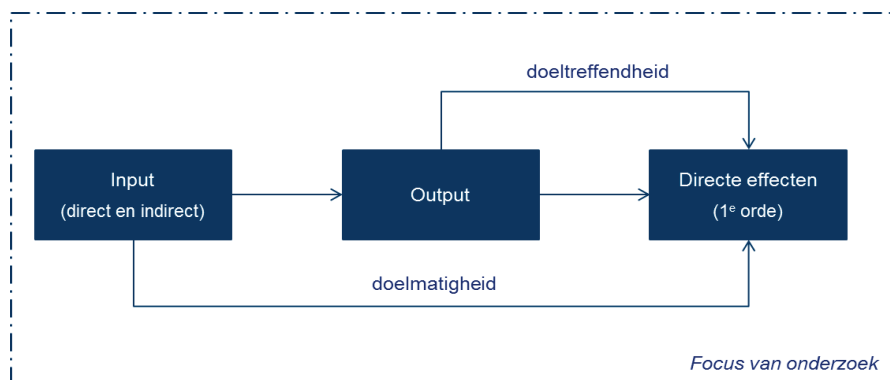 doeltreffendheid
Input
(direct en indirect)
Output
Directe effecten
(1ᵉ orde)
doelmatigheid
Focus van onderzoek